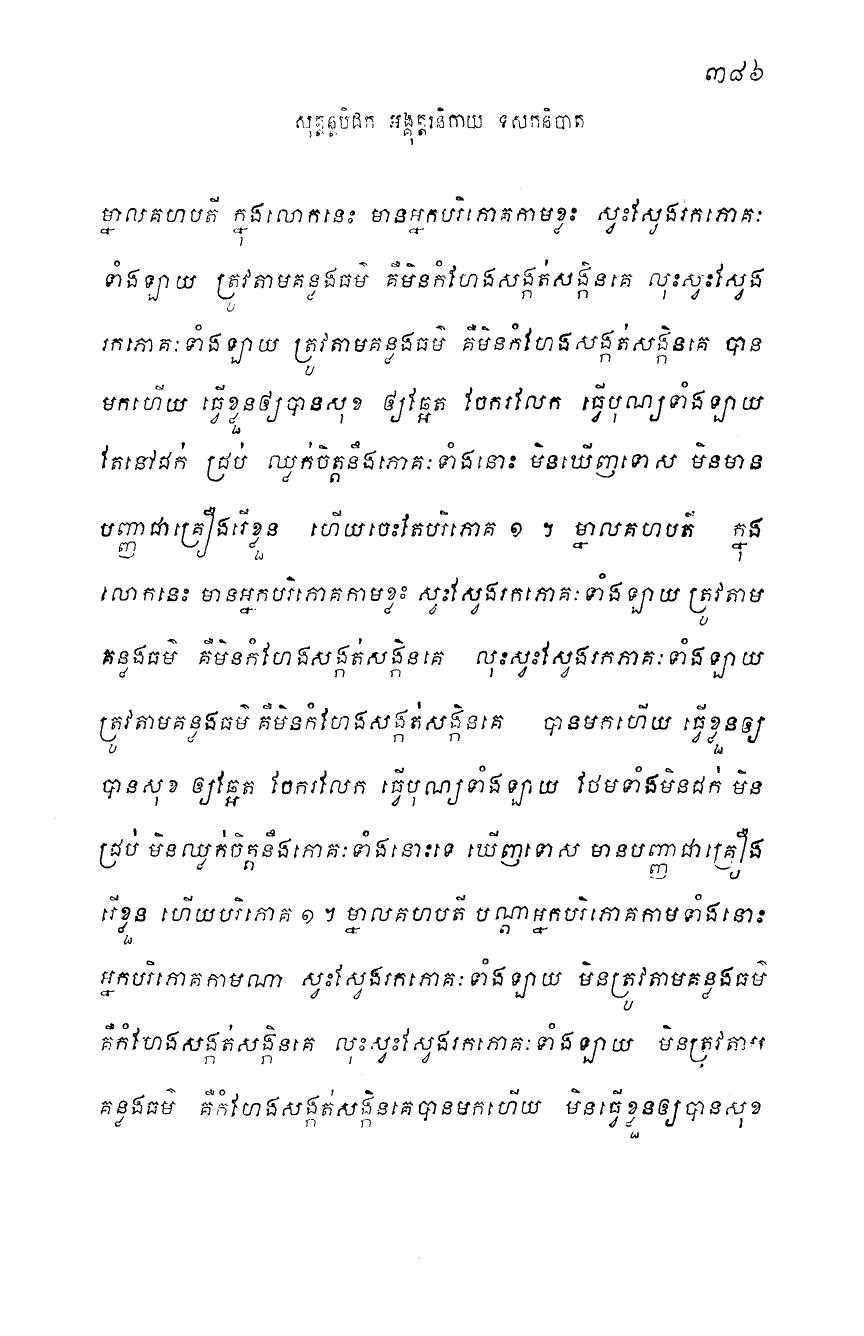 ៣៨៦
សុត្តន្តបិដក អង្គុត្តរនិកាយ ទសកនិបាត
ម្នាលគហបតី ក្នុងលោកនេះ មានអ្នកបរិភោគកាមខ្លះ ស្វះស្វែងរកភោគៈ
ទាំងឡាយ ត្រូវតាមគន្លងធម៌ គឺមិនកំហែងសង្កត់សង្កិនគេ លុះស្វះស្វែង
រកភោគៈទាំងឡាយ ត្រូវតាមគន្លងធម៌ គឺមិនកំហែងសង្កត់សង្កិនគេ បាន
មកហើយ ធ្វើខ្លួនឲ្យបានសុខ ឲ្យឆ្អែត ចែករលែក ធ្វើបុណ្យទាំងឡាយ
តែនៅជក់ ជ្រប់ ឈ្លក់ចិត្តនឹងភោគៈទាំងនោះ មិនឃើញទោស មិនមាន
បញ្ញាជាគ្រឿងរើខ្លួន ហើយចេះតែបរិភោគ ១ ។ ម្នាលគហបតី ក្នុង
លោកនេះ មានអ្នកបរិភោគកាមខ្លះ ស្វះស្វែងរកភោគៈទាំងឡាយ ត្រូវតាម
គន្លងធម៌ គឺមិនកំហែងសង្កត់សង្កិនគេ លុះស្វះស្វែងរកភោគៈទាំងឡាយ
ត្រូវតាមគន្លងធម៌ គឺមិនកំហែងសង្កត់សង្កិនគេ បានមកហើយ ធ្វើខ្លួនឲ្យ
បានសុខ ឲ្យឆ្អែត ចែករលែក ធ្វើបុណ្យទាំងឡាយ ថែមទាំងមិនជក់ មិន
ជ្រប់ មិនឈ្លក់ចិត្តនឹងភោគៈទាំងនោះទេ ឃើញទោស មានបញ្ញាជាគ្រឿង
រើខ្លួន ហើយបរិភោគ ១ ។ ម្នាលគហបតី បណ្តាអ្នកបរិភោគកាមទាំងនោះ
អ្នកបរិភោគកាមណា ស្វះស្វែងរកភោគៈទាំងឡាយ មិនត្រូវតាមគន្លងធម៌
គឺកំហែងសង្កត់សង្កិនគេ លុះស្វះស្វែងរកភោគៈទាំងឡាយ មិនត្រូវតាម
គន្លងធម៌ គឺកំហែងសង្កត់សង្កិនគេបានមកហើយ មិនធ្វើខ្លួនឲ្យបានសុខ